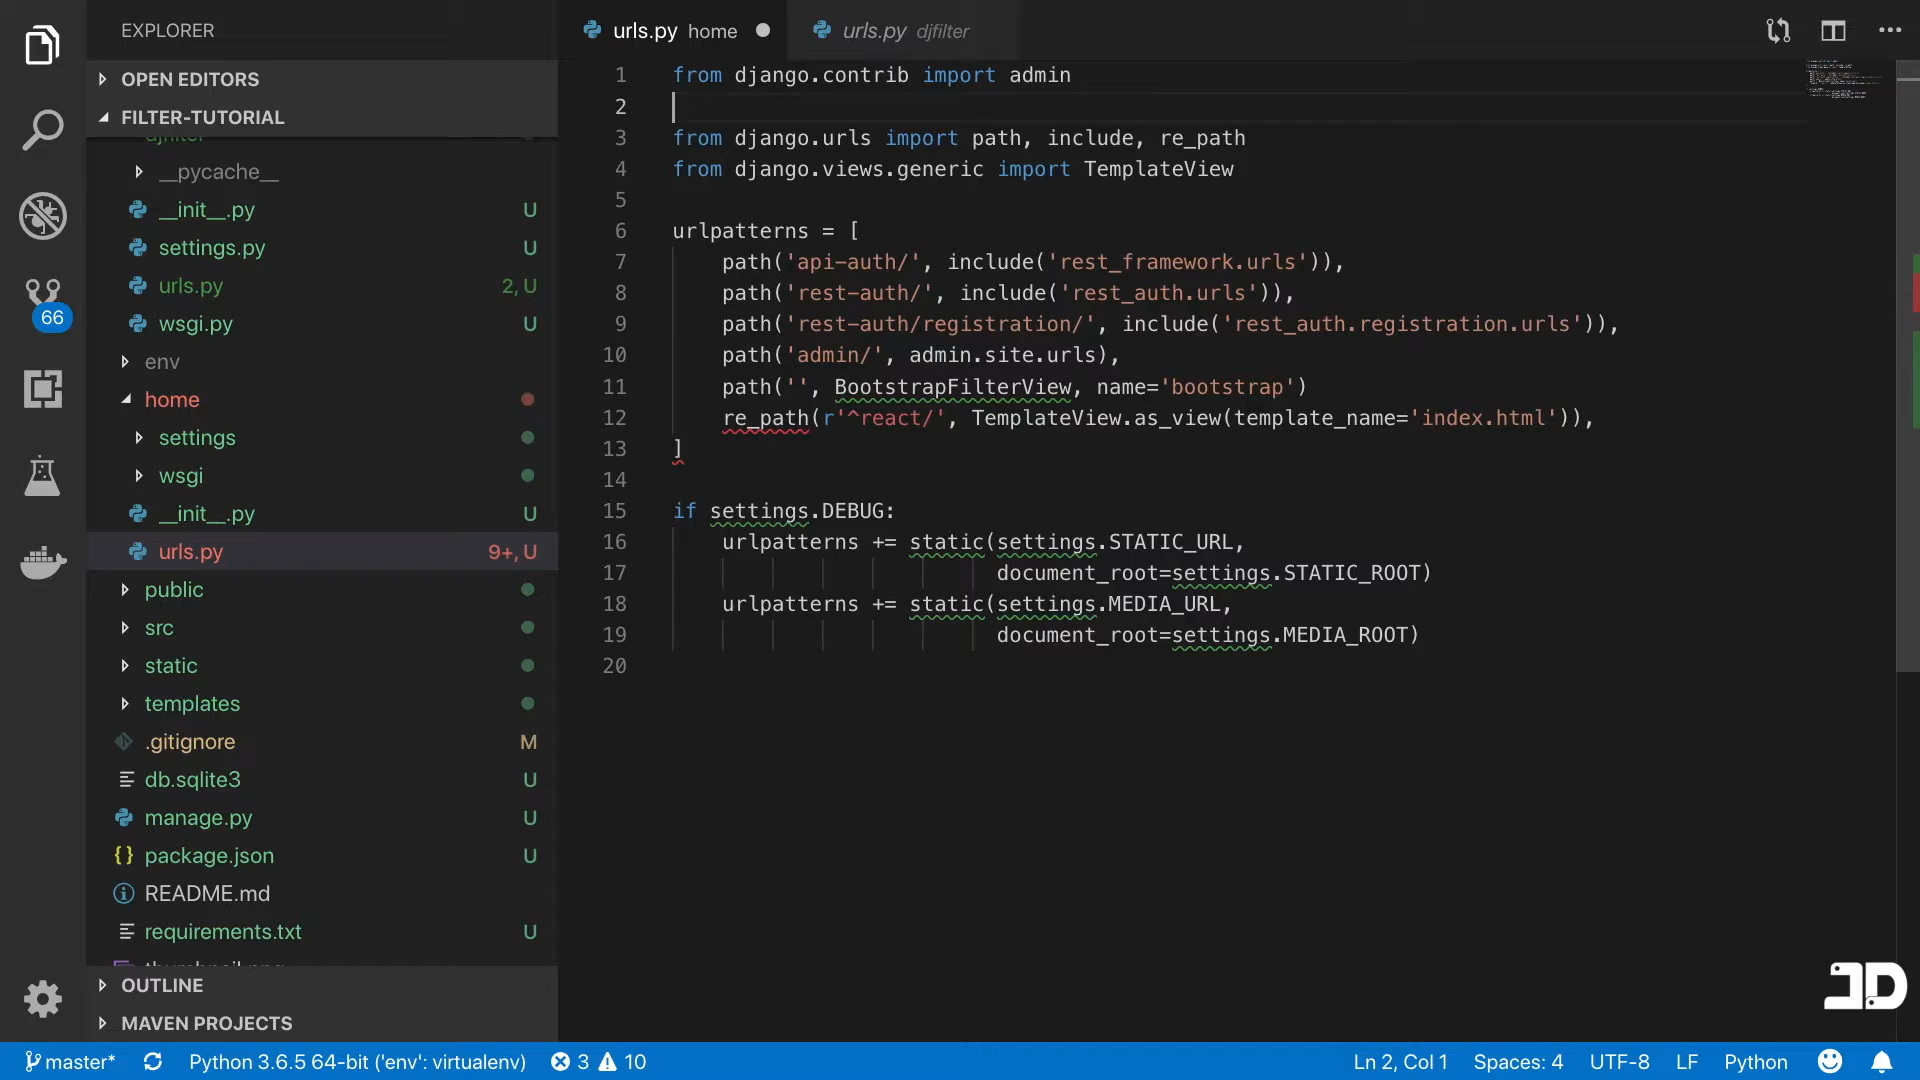 EXPLORER
OPEN EDITORS
FILTER-TUTORIAL
djfilter
__pycache__
__init__.py U
settings.py U
urls.py 2, U
wsgi.py U
env
home
settings
wsgi
__init__.py U
urls.py 9+, U
public
src
static
templates
.gitignore M
db.sqlite3 U
manage.py U
{} package.json U
README.md
requirements.txt U
thumbnail.png
OUTLINE
MAVEN PROJECTS
66
urls.py home
urls.py djfilter
1 from django.contrib import admin
2
3 from django.urls import path, include, re_path
4 from django.views.generic import TemplateView
5
6 urlpatterns = [
7 path('api-auth/', include('rest_framework.urls')),
8 path('rest-auth/', include('rest_auth.urls')),
9 path('rest-auth/registration/', include('rest_auth.registration.urls')),
10 path('admin/', admin.site.urls),
11 path('', BootstrapFilterView, name='bootstrap')
12 re_path(r'^react/', TemplateView.as_view(template_name='index.html')),
13 ]
14
15 if settings.DEBUG:
16 urlpatterns += static(settings.STATIC_URL,
17 document_root=settings.STATIC_ROOT)
18 urlpatterns += static(settings.MEDIA_URL,
19 document_root=settings.MEDIA_ROOT)
20
JD
master* Python 3.6.5 64-bit ('env': virtualenv) 3 10 Ln 2, Col 1 Spaces: 4 UTF-8 LF Python